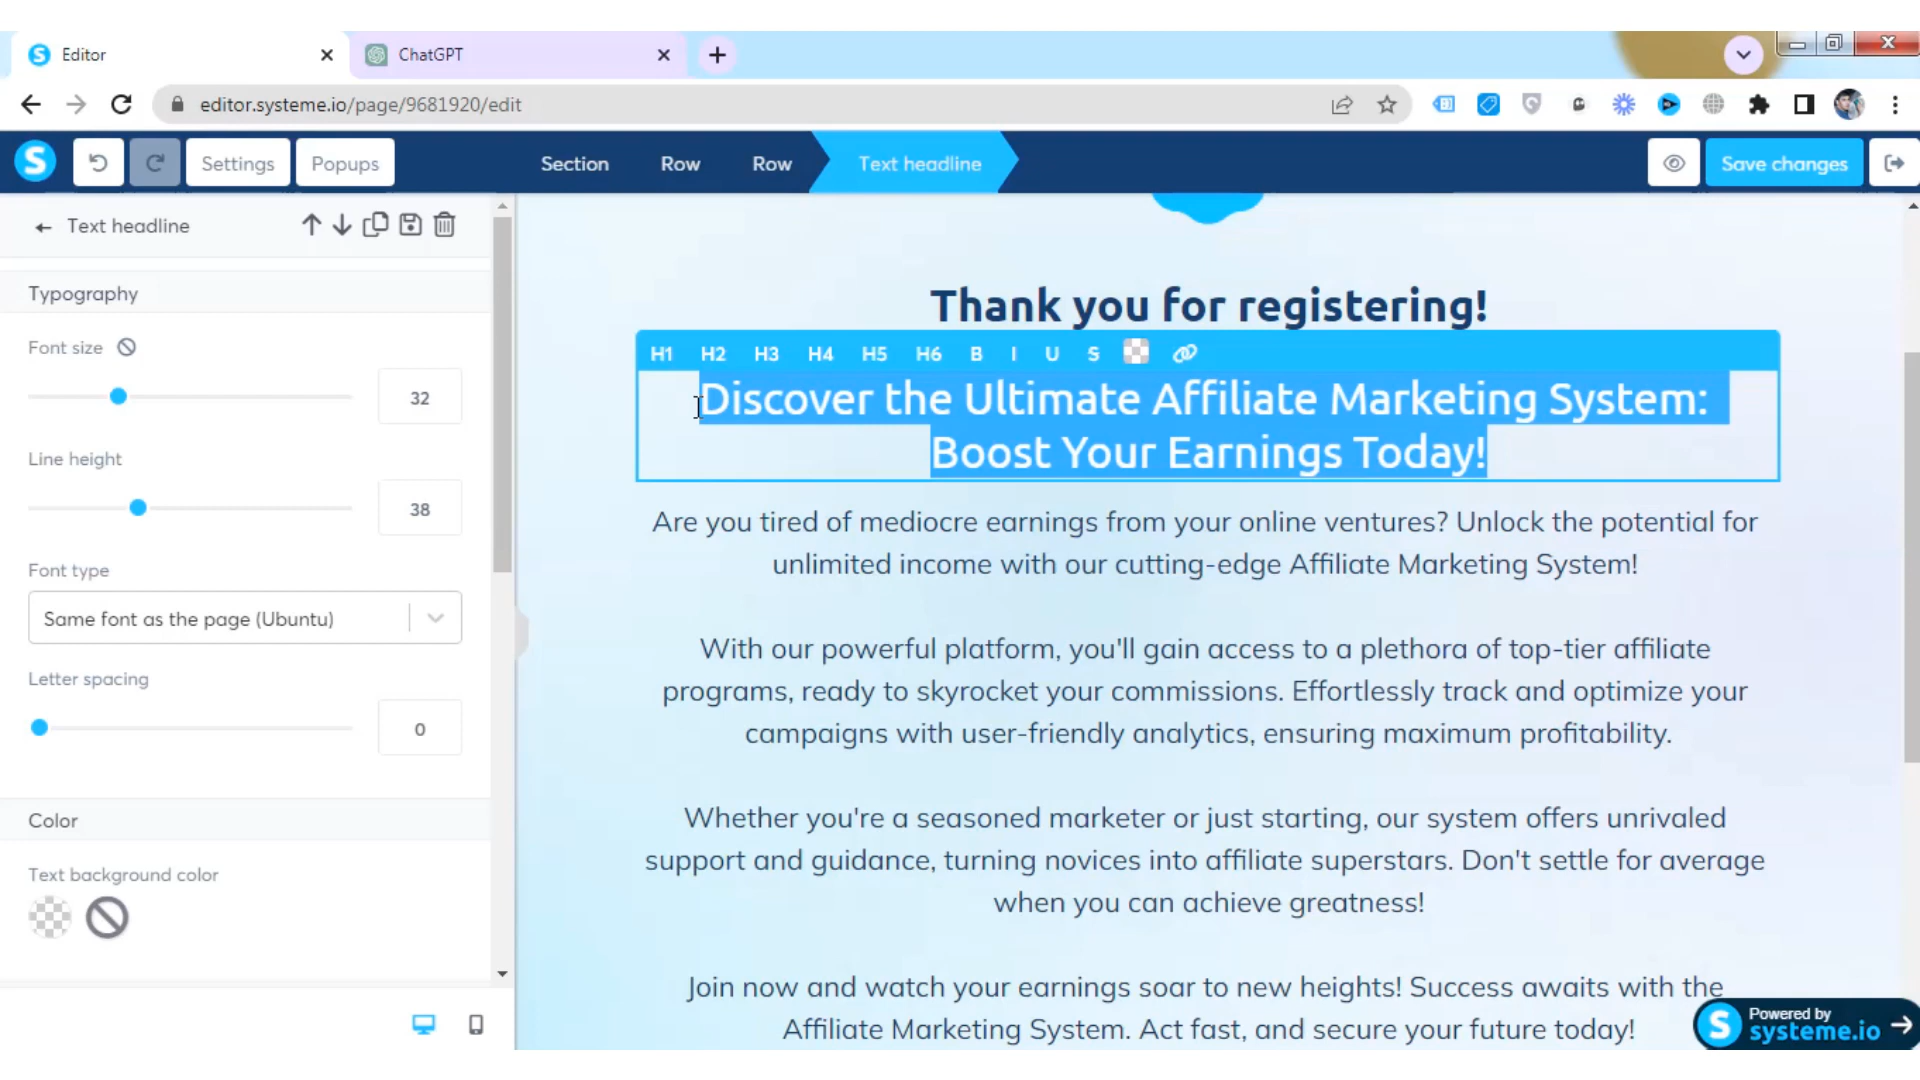 Editor
ChatGPT
editor.systeme.io/page/9681920/edit
S
Settings
Popups
Section
Row
Row
Text headline
Save changes
Text headline
Typography
Font size
32
Line height
38
Font type
Same font as the page (Ubuntu)
Letter spacing
0
Color
Text background color
Thank you for registering!
H1 H2 H3 H4 H5 H6 B I U S
Discover the Ultimate Affiliate Marketing System:
Boost Your Earnings Today!
Are you tired of mediocre earnings from your online ventures? Unlock the potential for
unlimited income with our cutting-edge Affiliate Marketing System!
With our powerful platform, you'll gain access to a plethora of top-tier affiliate
programs, ready to skyrocket your commissions. Effortlessly track and optimize your
campaigns with user-friendly analytics, ensuring maximum profitability.
Whether you're a seasoned marketer or just starting, our system offers unrivaled
support and guidance, turning novices into affiliate superstars. Don't settle for average
when you can achieve greatness!
Join now and watch your earnings soar to new heights! Success awaits with the
Affiliate Marketing System. Act fast, and secure your future today!
S
Powered by
systeme.io